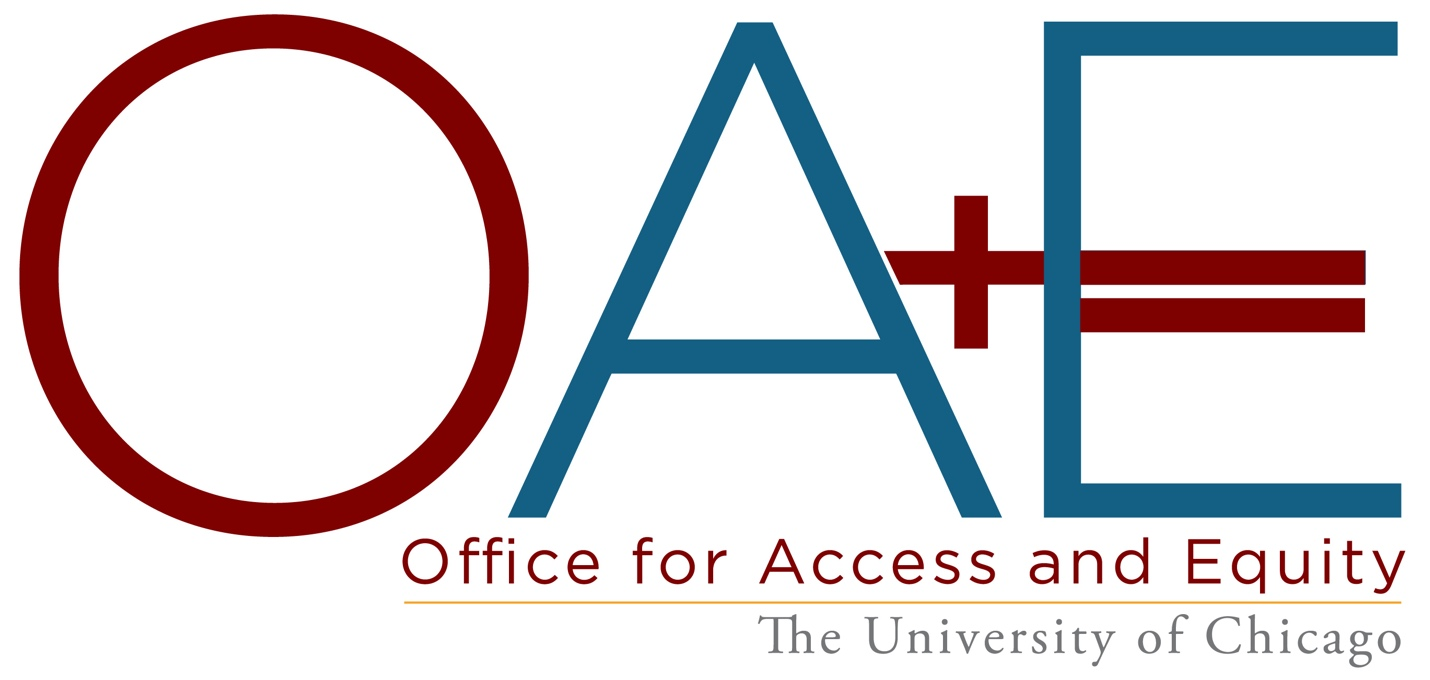 OA+E
Office for Access and Equity
The University of Chicago